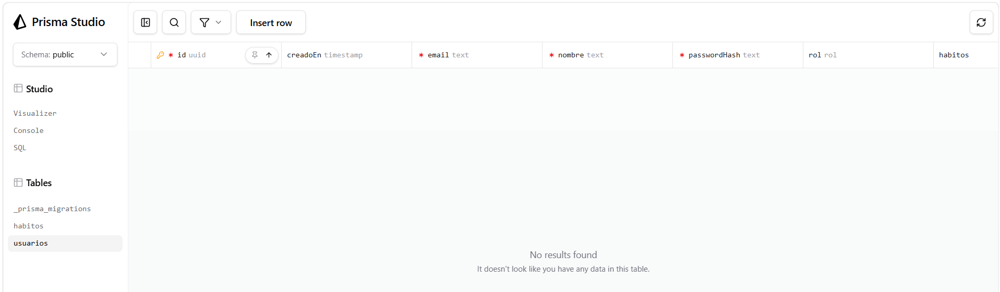 Prisma Studio
Insert row
Schema: public
* id uuid
creadoEn timestamp
* email text
* nombre text
* passwordHash text
rol rol
habitos
Studio
Visualizer
Console
SQL
Tables
_prisma_migrations
habitos
usuarios
No results found
It doesn't look like you have any data in this table.